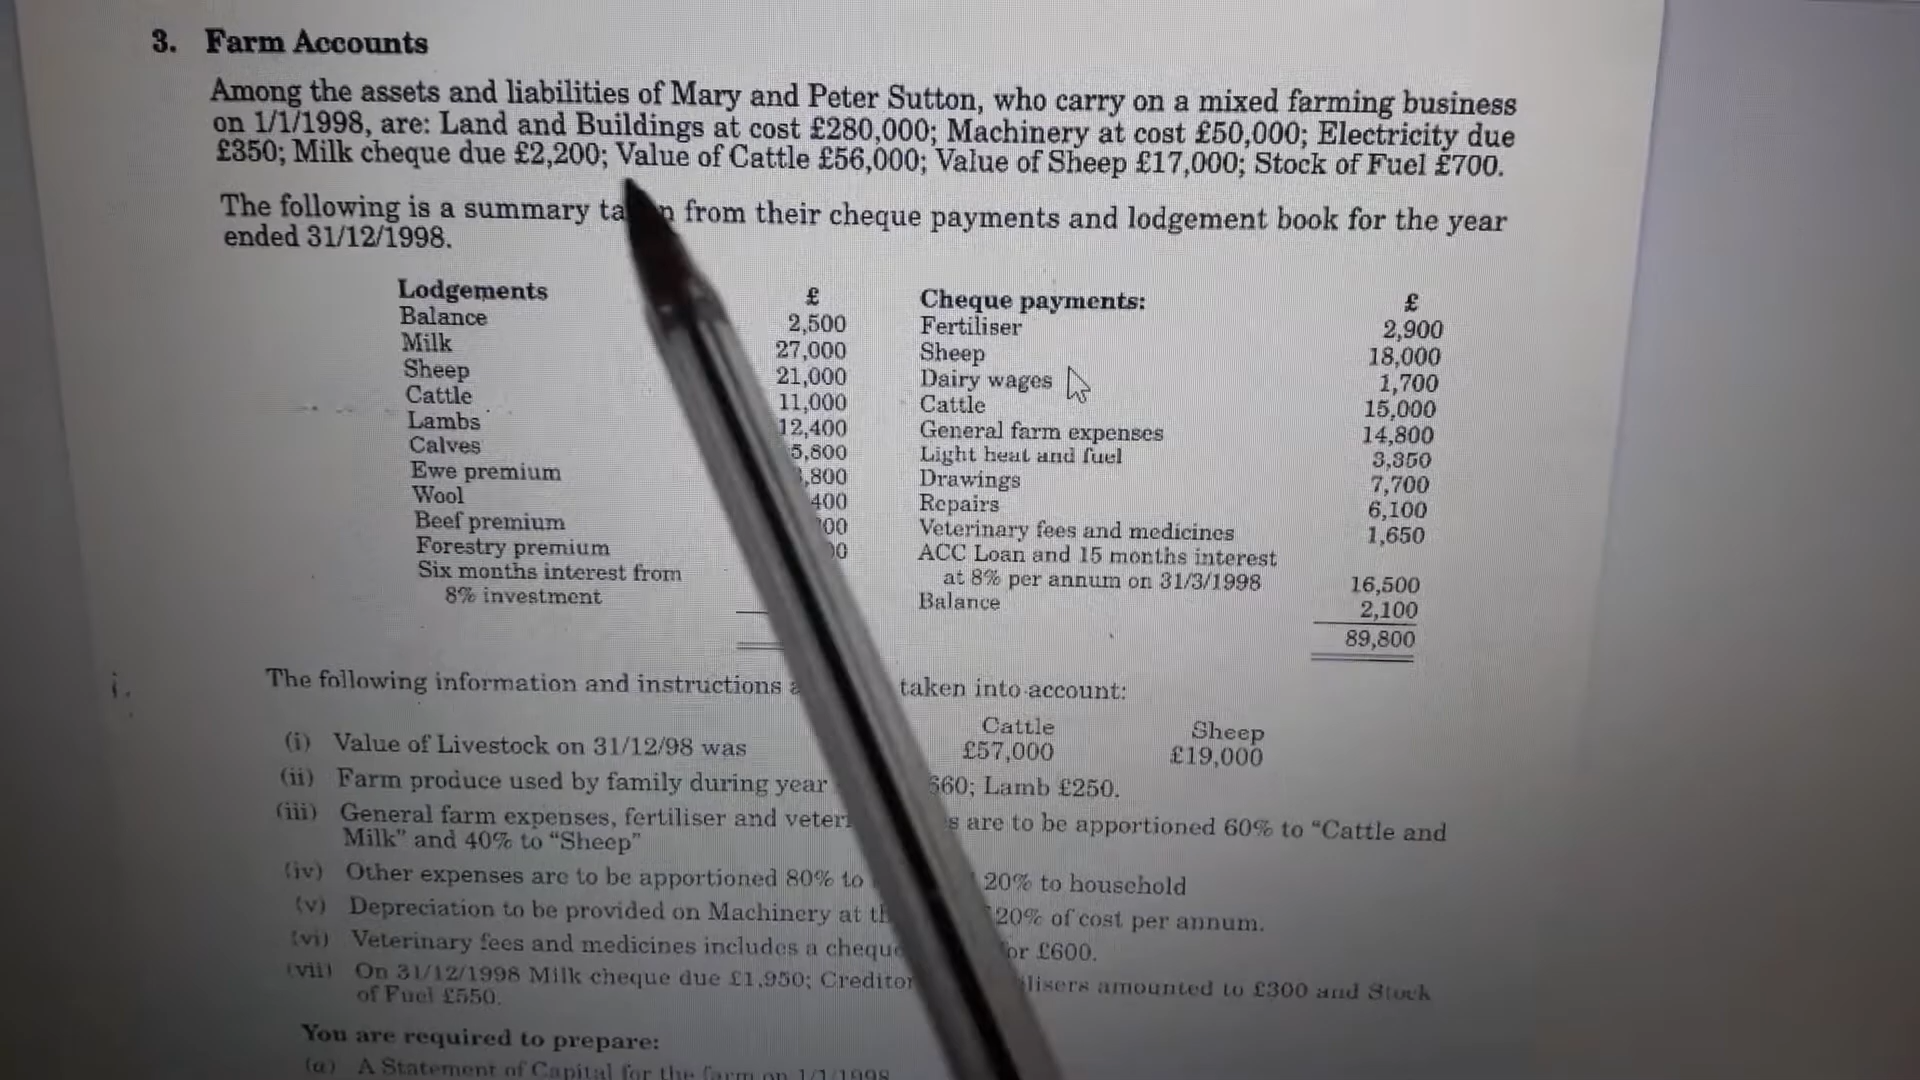 3. Farm Accounts
Among the assets and liabilities of Mary and Peter Sutton, who carry on a mixed farming business
on 1/1/1998, are: Land and Buildings at cost £280,000; Machinery at cost £50,000; Electricity due
£350; Milk cheque due £2,200; Value of Cattle £56,000; Value of Sheep £17,000; Stock of Fuel £700.
The following is a summary from their cheque payments and lodgement book for the year
ended 31/12/1998.
Lodgements £ Cheque payments: £
Balance 2,500 Fertiliser 2,900
Milk 27,000 Sheep 18,000
Sheep 21,000 Dairy wages 1,700
Cattle 11,000 Cattle 15,000
Lambs 12,400 General farm expenses 14,800
Calves 5,800 Light heat and fuel 3,350
Ewe premium Drawings 7,700
Wool 400 Repairs 6,100
Beef premium Veterinary fees and medicines 1,650
Forestry premium ACC Loan and 15 months interest
Six months interest from at 8% per annum on 31/3/1998 16,500
8% investment Balance 2,100
89,800
The following information and instructions taken into account:
Cattle Sheep
(i) Value of Livestock on 31/12/98 was £57,000 £19,000
(ii) Farm produce used by family during year Lamb £250.
(iii) General farm expenses, fertiliser and are to be apportioned 60% to "Cattle and
Milk" and 40% to "Sheep"
(iv) Other expenses are to be apportioned 80% to 20% to household
(v) Depreciation to be provided on Machinery at 20% of cost per annum.
(vi) Veterinary fees and medicines includes a £600.
(vii) On 31/12/1998 Milk cheque due £1,950; amounted to £300 and Stock
of Fuel £550.
You are required to prepare:
(a) A Statement of Capital for the farm on 1/1/1998